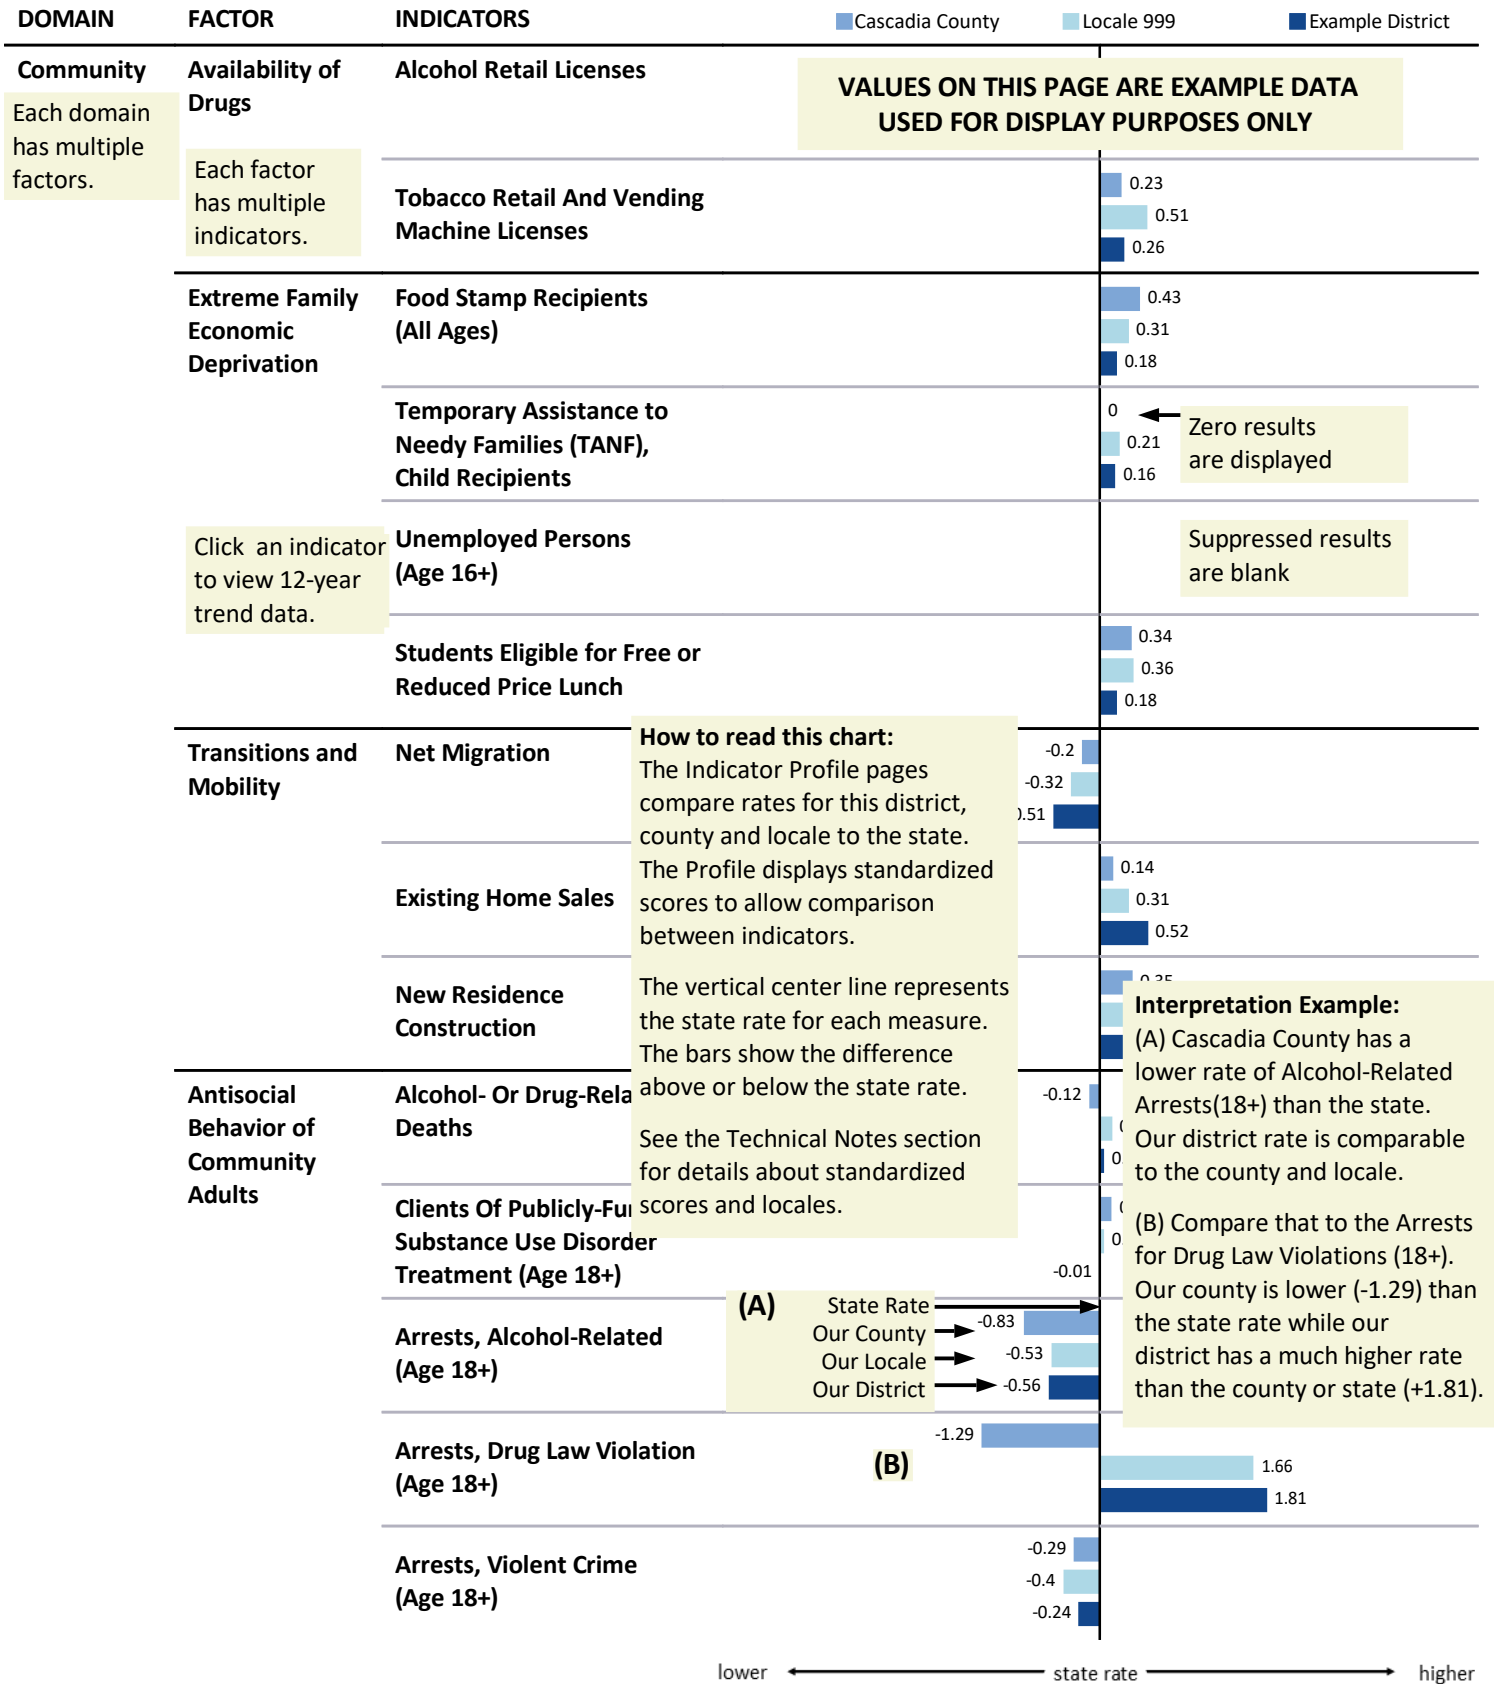 DOMAIN FACTOR INDICATORS Cascadia County Locale 999 Example District
Community
Each domain
has multiple
factors.
Availability of
Drugs
Each factor
has multiple
indicators.
Alcohol Retail Licenses
VALUES ON THIS PAGE ARE EXAMPLE DATA
USED FOR DISPLAY PURPOSES ONLY
Tobacco Retail And Vending
Machine Licenses
0.23
0.51
0.26
Extreme Family
Economic
Deprivation
Food Stamp Recipients
(All Ages)
0.43
0.31
0.18
Temporary Assistance to
Needy Families (TANF),
Child Recipients
0
0.21
0.16
Zero results
are displayed
Click an indicator
to view 12-year
trend data.
Unemployed Persons
(Age 16+)
Suppressed results
are blank
Students Eligible for Free or
Reduced Price Lunch
0.34
0.36
0.18
Transitions and
Mobility
Net Migration
-0.2
-0.32
.51
How to read this chart:
The Indicator Profile pages
compare rates for this district,
county and locale to the state.
The Profile displays standardized
scores to allow comparison
between indicators.
The vertical center line represents
the state rate for each measure.
The bars show the difference
above or below the state rate.
See the Technical Notes section
for details about standardized
scores and locales.
Existing Home Sales
0.14
0.31
0.52
New Residence
Construction
Interpretation Example:
(A) Cascadia County has a
lower rate of Alcohol-Related
Arrests(18+) than the state.
Our district rate is comparable
to the county and locale.
(B) Compare that to the Arrests
for Drug Law Violations (18+).
Our county is lower (-1.29) than
the state rate while our
district has a much higher rate
than the county or state (+1.81).
Antisocial
Behavior of
Community
Adults
Alcohol- Or Drug-Rela
Deaths
-0.12
0.
Clients Of Publicly-Fu
Substance Use Disorder
Treatment (Age 18+)
0.
-0.01
Arrests, Alcohol-Related
(Age 18+)
(A) State Rate
Our County -0.83
Our Locale -0.53
Our District -0.56
Arrests, Drug Law Violation
(Age 18+)
-1.29
(B)
1.66
1.81
Arrests, Violent Crime
(Age 18+)
-0.29
-0.4
-0.24
lower state rate higher